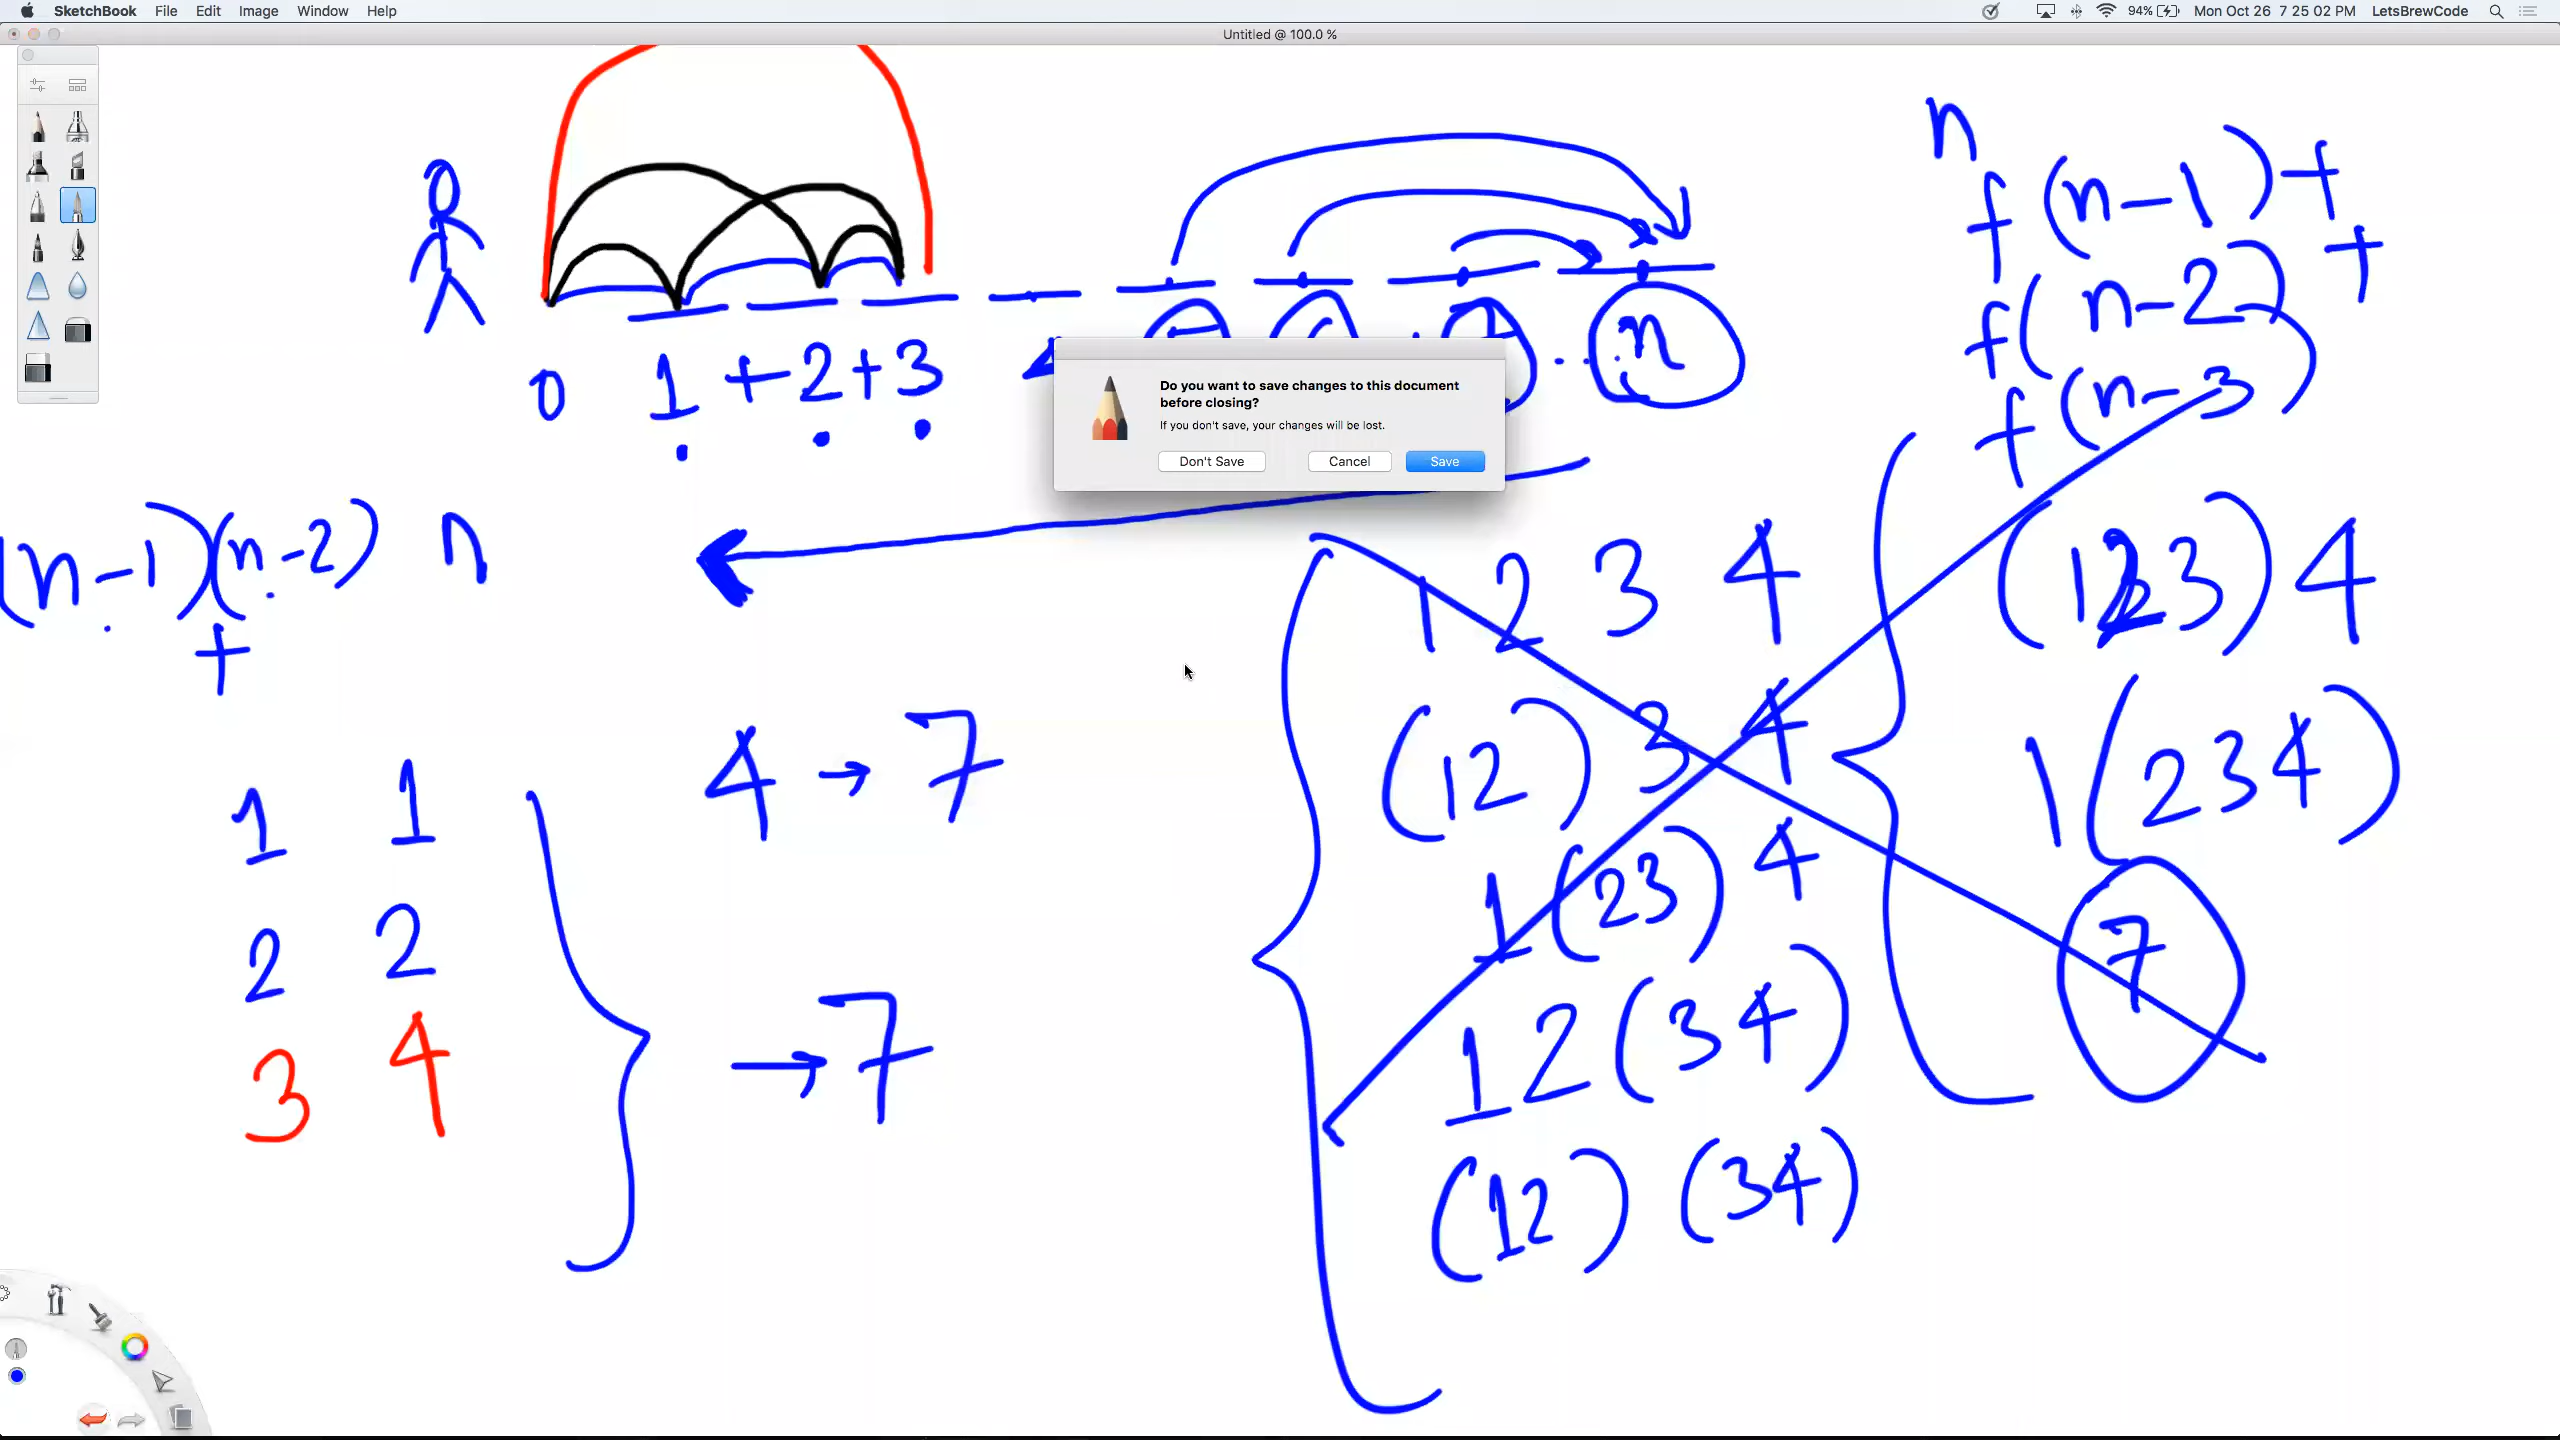 SketchBook File Edit Image Window Help 94% Mon Oct 26 7 25 02 PM LetsBrewCode
Untitled @ 100.0 %
n
f(n-1)+
f(n-2)+
f(n-3)
0 1 + 2 + 3 n
Do you want to save changes to this document
before closing?
If you don't save, your changes will be lost.
Don't Save Cancel Save
(n-1)(n-2) n
+
1 1
2 2
3 4
4 → 7
→ 7
1 2 3 4
(12) 3 4
1 (23) 4
1 2 (34)
(12) (34)
(123) 4
1 (234)
7